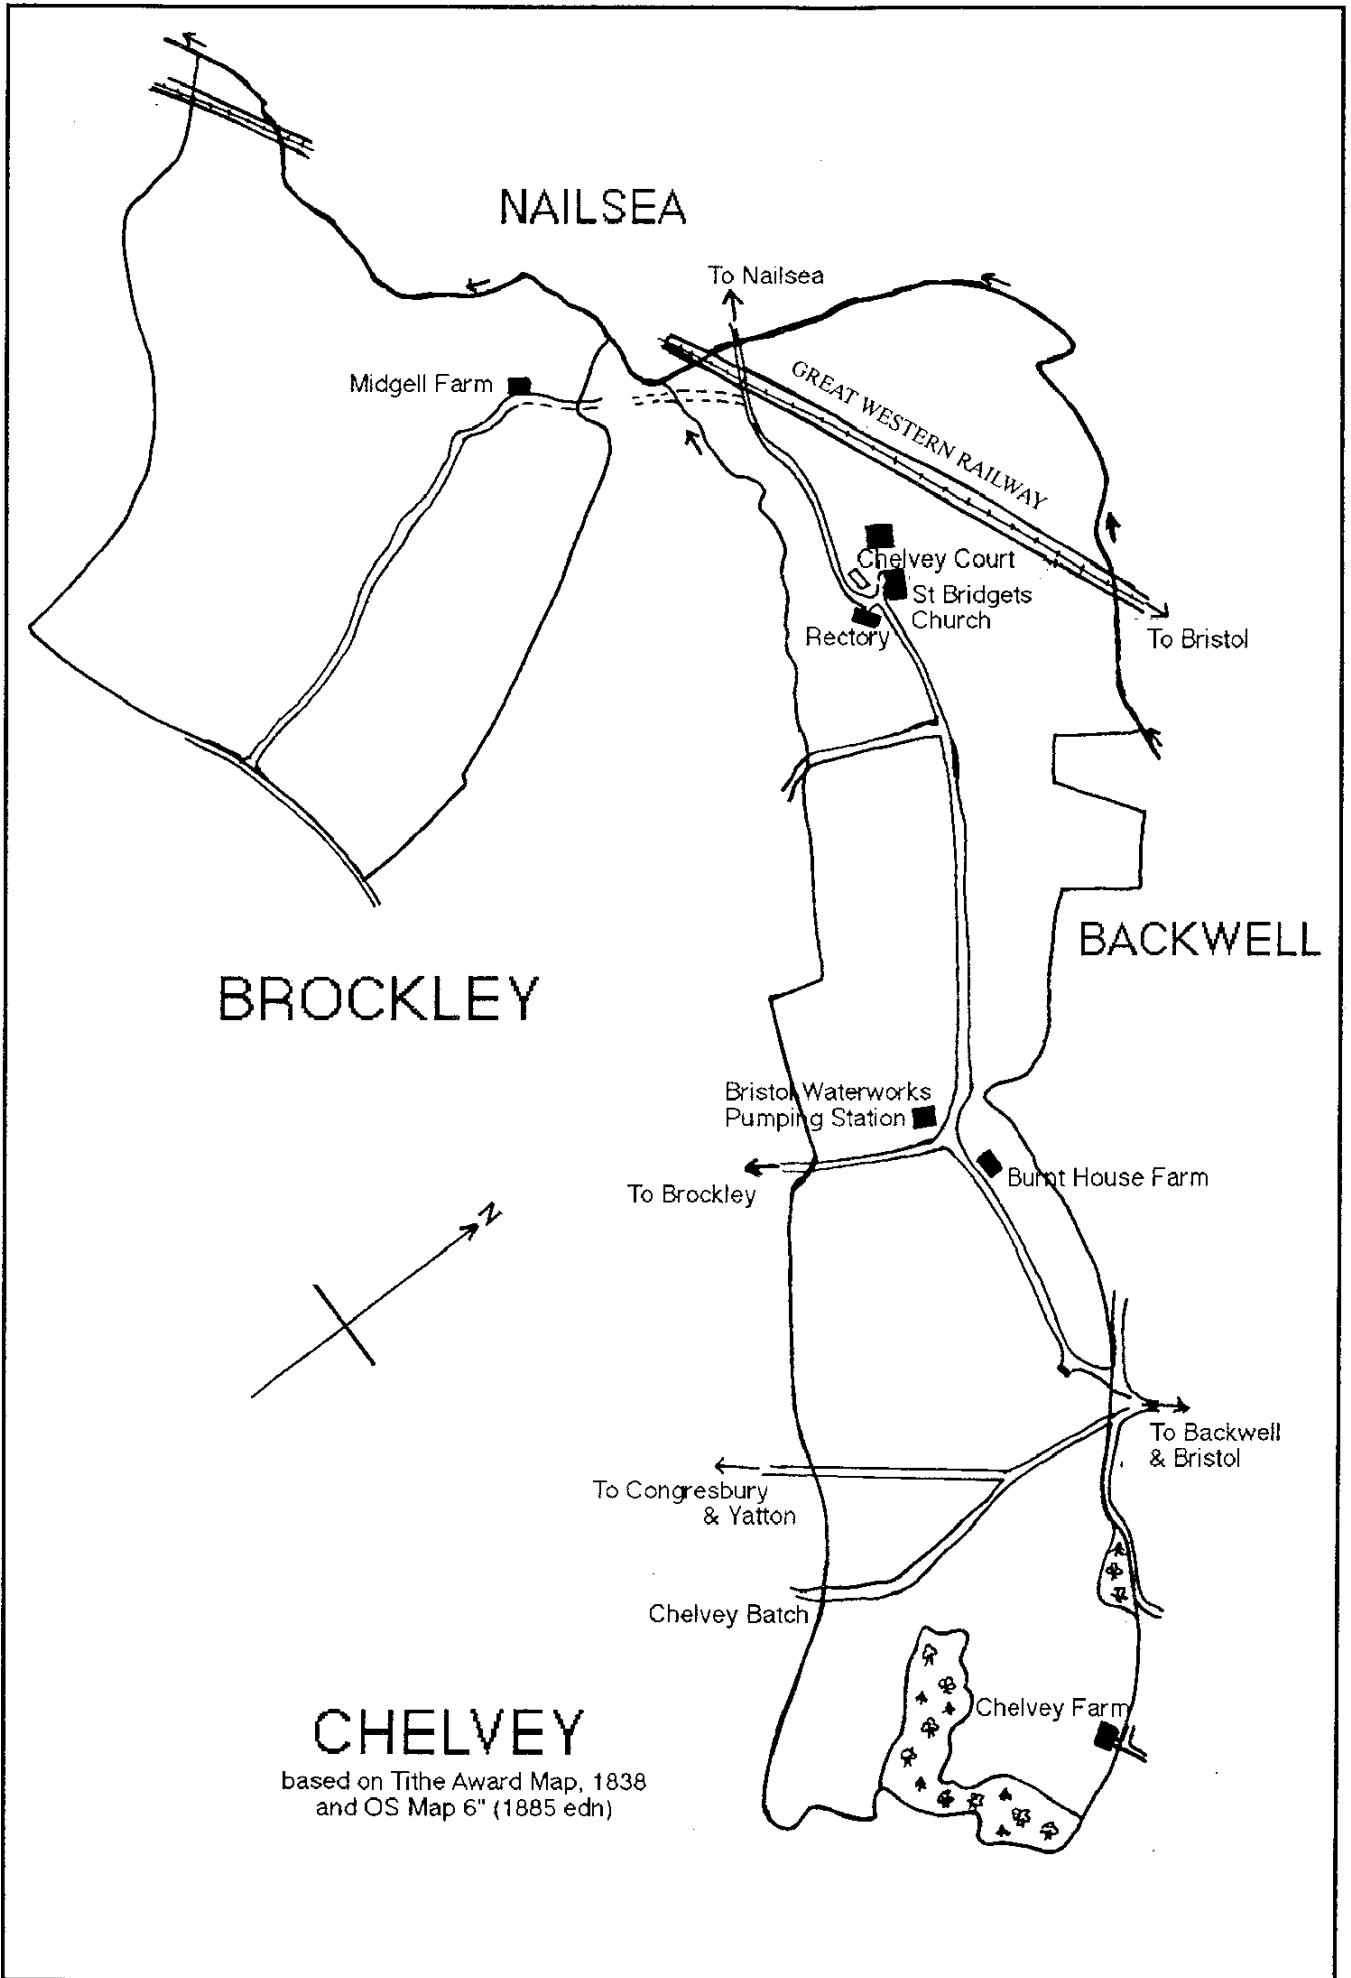 NAILSEA
To Nailsea
GREAT WESTERN RAILWAY
Midgell Farm
Chelvey Court
St Bridgets
Church
Rectory
To Bristol
BACKWELL
BROCKLEY
Bristol Waterworks
Pumping Station
Burnt House Farm
To Brockley
N
To Backwell
& Bristol
To Congresbury
& Yatton
Chelvey Batch
Chelvey Farm
CHELVEY
based on Tithe Award Map, 1838
and OS Map 6" (1885 edn)